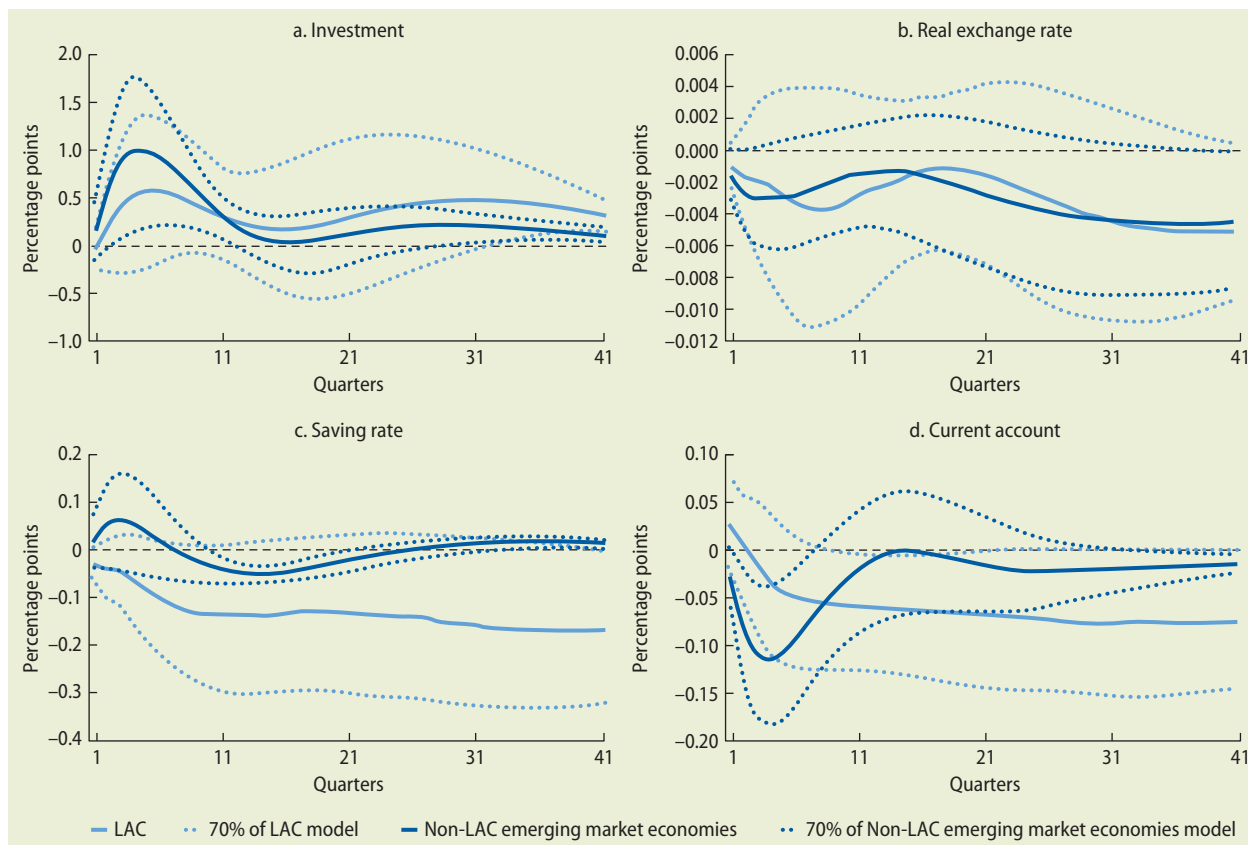 a. Investment
2.0
1.5
1.0
0.5
0
–0.5
–1.0
Percentage points
1 11 21 31 41
Quarters
b. Real exchange rate
0.006
0.004
0.002
0.000
–0.002
–0.004
–0.006
–0.008
–0.010
–0.012
Percentage points
1 11 21 31 41
Quarters
c. Saving rate
0.2
0.1
0
–0.1
–0.2
–0.3
–0.4
Percentage points
1 11 21 31 41
Quarters
d. Current account
0.10
0.05
0
–0.05
–0.10
–0.15
–0.20
Percentage points
1 11 21 31 41
Quarters
LAC 70% of LAC model Non-LAC emerging market economies 70% of Non-LAC emerging market economies model